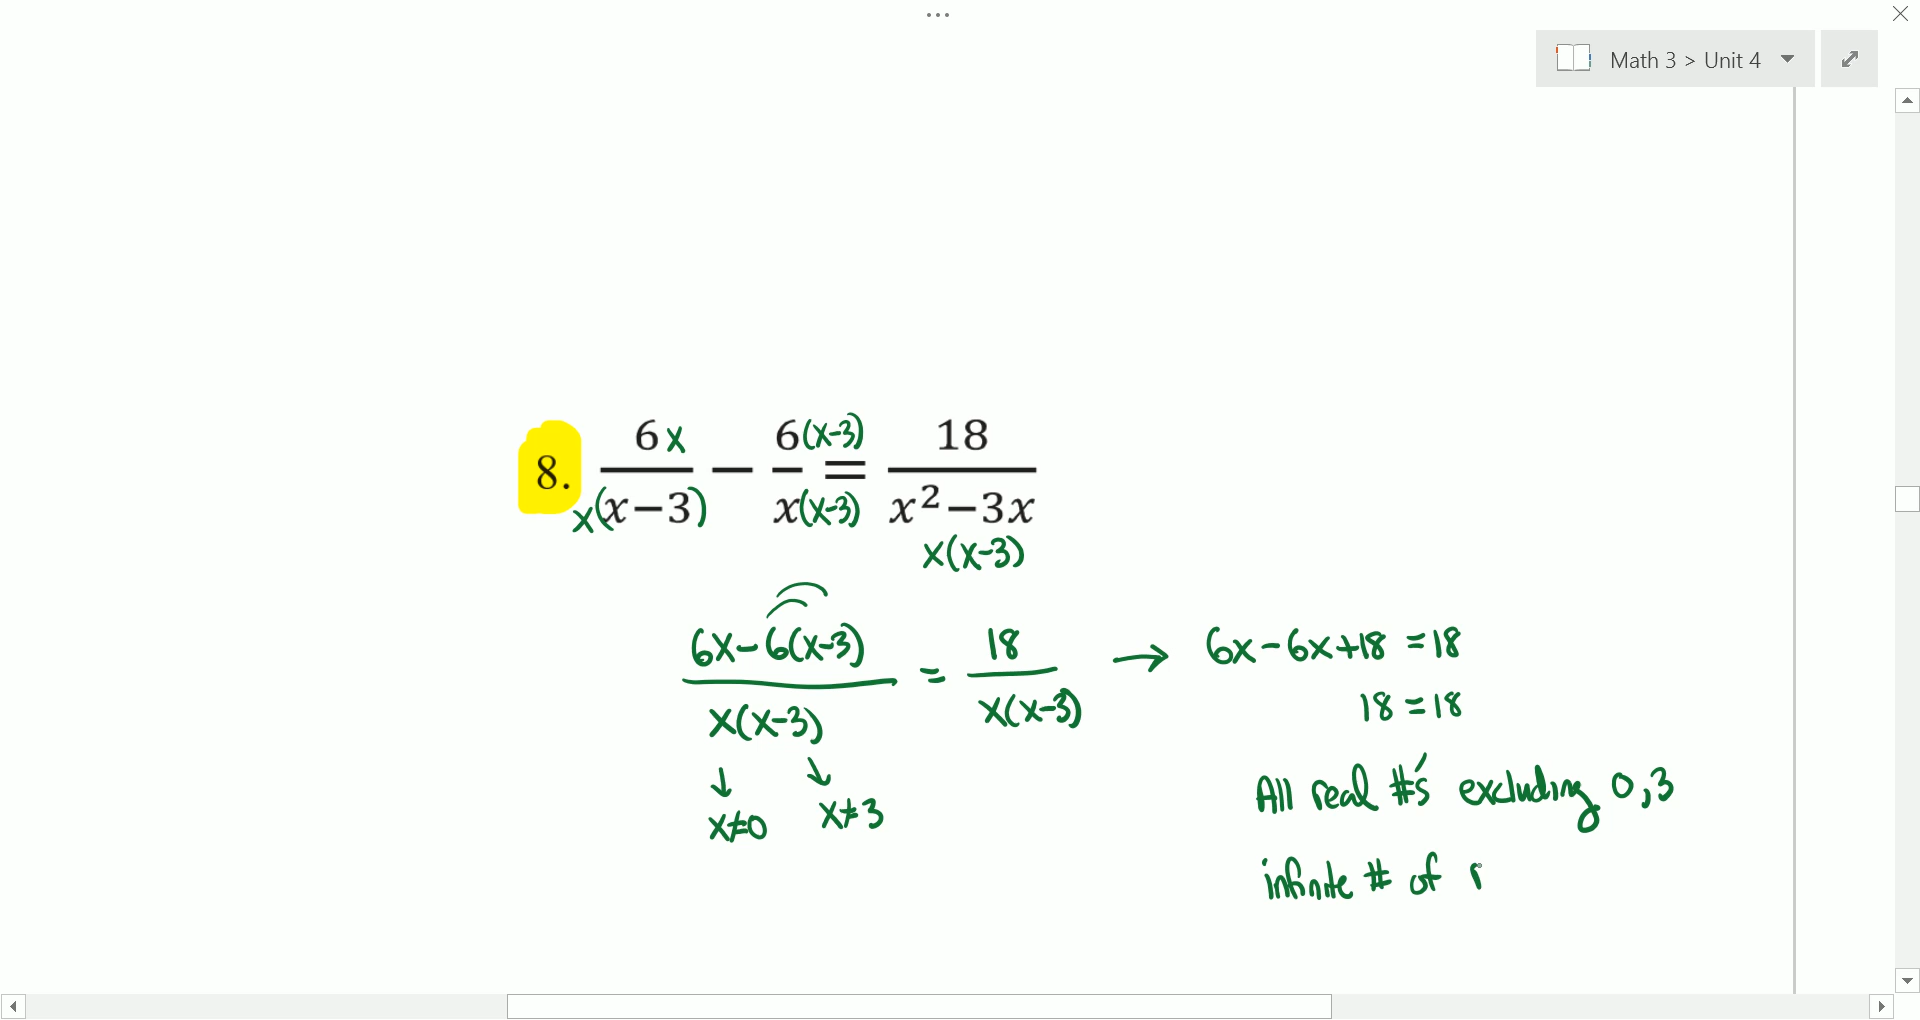 Math 3 > Unit 4
8. 6x/x(x-3) - 6(x-3)/x(x-3) = 18/x²-3x
x(x-3)
6x-6(x-3)/x(x-3) = 18/x(x-3) → 6x-6x+18 = 18
18 = 18
x≠0 x≠3
All real #'s excluding 0, 3
infinite # of